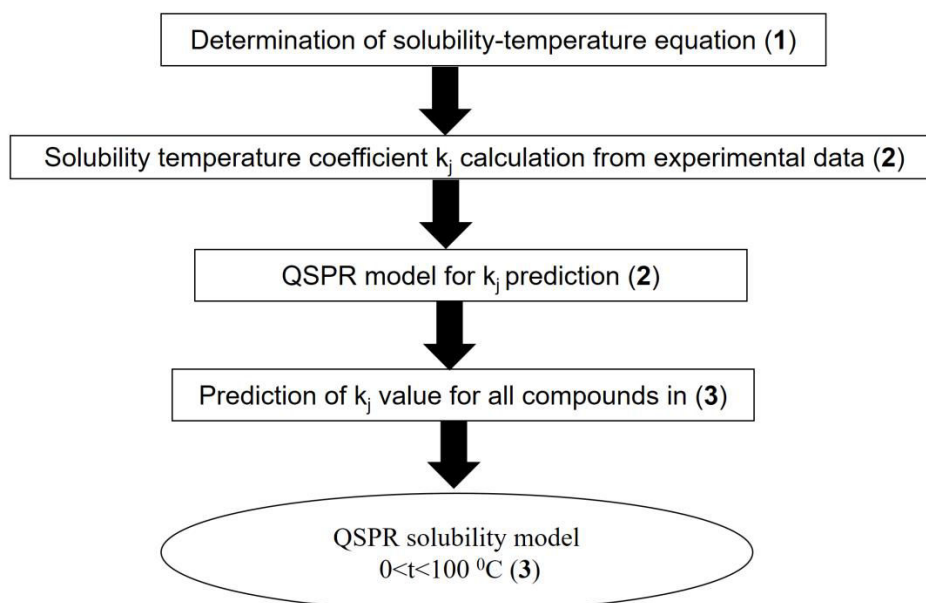 Determination of solubility-temperature equation (1)
Solubility temperature coefficient kj calculation from experimental data (2)
QSPR model for kj prediction (2)
Prediction of kj value for all compounds in (3)
QSPR solubility model
0<t<100 ⁰C (3)